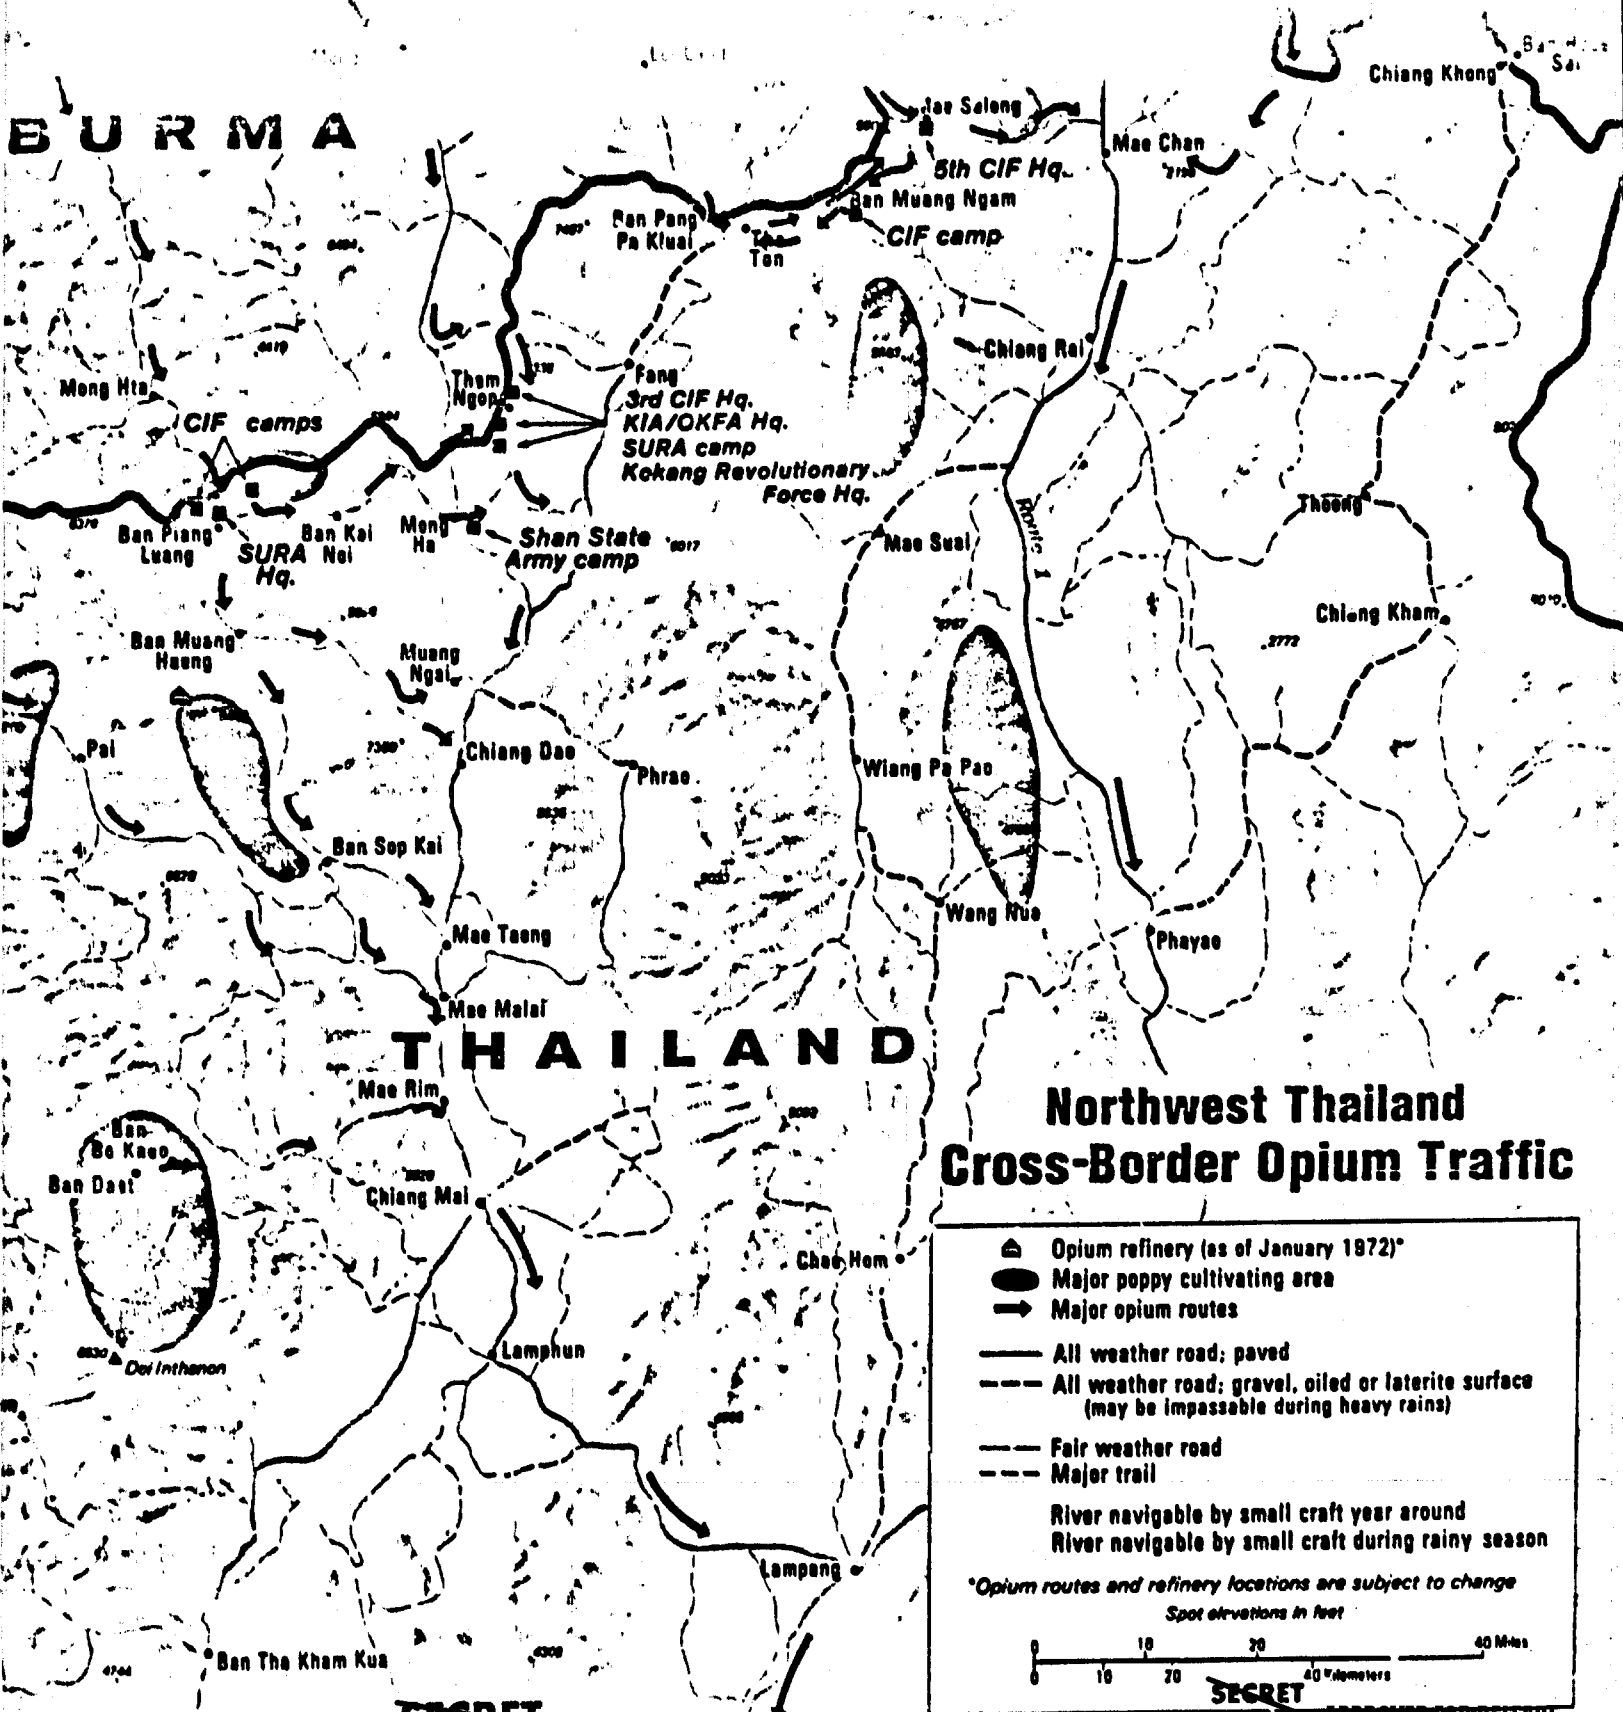 BURMA
Chiang Khong
Mae Salong
Mae Chan
5th CIF Hq.
Ban Muang Ngam
CIF camp
Ban Pang
Pa Kluai
Tha
Ton
Chiang Rai
Fang
3rd CIF Hq.
KIA/OKFA Hq.
SURA camp
Kokang Revolutionary
Force Hq.
Tham
Ngop
Mong Hta
CIF camps
Ban Piang
Luang
SURA
Hq.
Ban Kai
Noi
Mong
Ha
Shan State
Army camp
6017
Mae Suai
Route 1
Thoeng
Chiang Kham
2772
Ban Muang
Haeng
Muang
Ngai
Pai
Chiang Dao
Phrao
Wiang Pa Pao
Ban Sop Kai
Wang Nua
Mae Taeng
Phayao
Mae Malai
THAILAND
Mae Rim
Ban
Bo Kaeo
Ban Dast
Chiang Mai
Chae Hom
Doi Inthanon
Lamphun
Lampang
Ban Tha Kham Kua
4744
Northwest Thailand
Cross-Border Opium Traffic
Opium refinery (as of January 1972)*
Major poppy cultivating area
Major opium routes
All weather road; paved
All weather road; gravel, oiled or laterite surface
(may be impassable during heavy rains)
Fair weather road
Major trail
River navigable by small craft year around
River navigable by small craft during rainy season
*Opium routes and refinery locations are subject to change
Spot elevations in feet
0 10 20 40 Miles
0 10 20 40 Kilometers
SECRET
SECRET